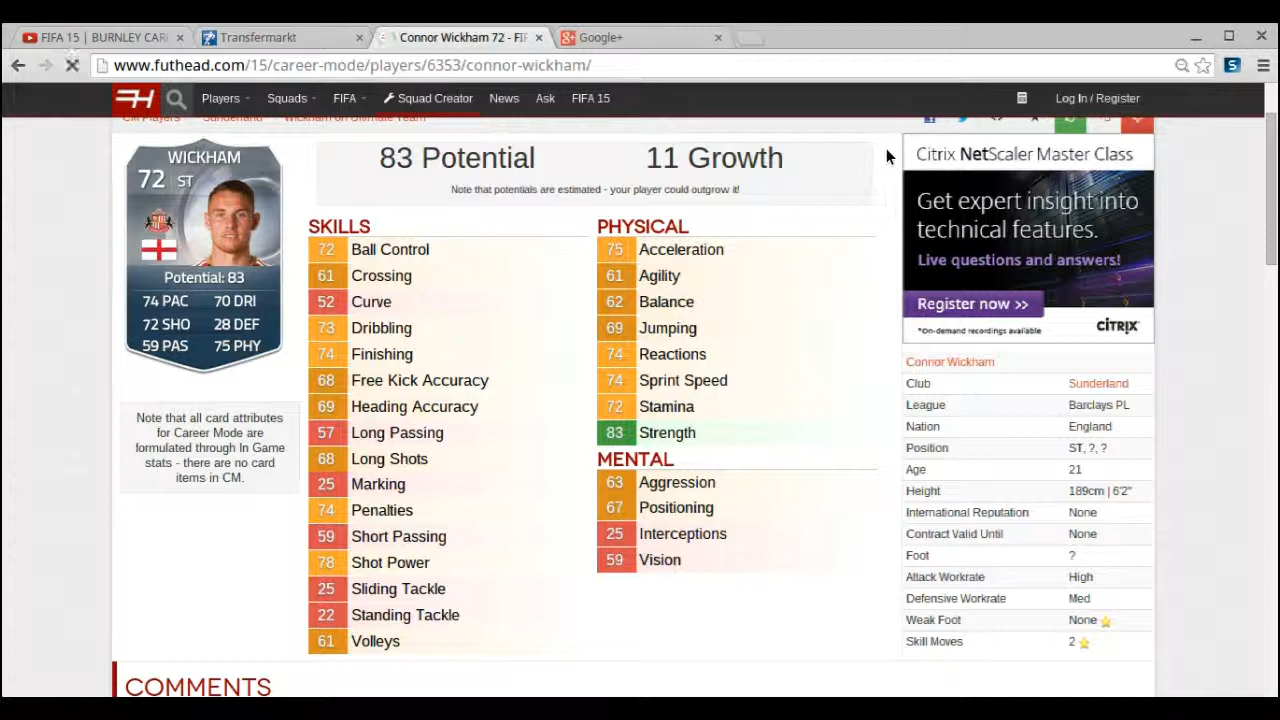 FIFA 15 | BURNLEY CAR
Transfermarkt
Connor Wickham 72 - FIF
Google+
www.futhead.com/15/career-mode/players/6353/connor-wickham/
Players
Squads
FIFA
Squad Creator
News
Ask
FIFA 15
Log In / Register
CM Players
Sunderland
Wickham on Ultimate Team
WICKHAM
72 ST
Potential: 83
74 PAC 70 DRI
72 SHO 28 DEF
59 PAS 75 PHY
Note that all card attributes
for Career Mode are
formulated through In Game
stats - there are no card
items in CM.
83 Potential
11 Growth
Note that potentials are estimated - your player could outgrow it!
SKILLS
72 Ball Control
61 Crossing
52 Curve
73 Dribbling
74 Finishing
68 Free Kick Accuracy
69 Heading Accuracy
57 Long Passing
68 Long Shots
25 Marking
74 Penalties
59 Short Passing
78 Shot Power
25 Sliding Tackle
22 Standing Tackle
61 Volleys
PHYSICAL
75 Acceleration
61 Agility
62 Balance
69 Jumping
74 Reactions
74 Sprint Speed
72 Stamina
83 Strength
MENTAL
63 Aggression
67 Positioning
25 Interceptions
59 Vision
Citrix NetScaler Master Class
Get expert insight into
technical features.
Live questions and answers!
Register now >>
*On-demand recordings available
CITRIX
Connor Wickham
Club Sunderland
League Barclays PL
Nation England
Position ST, ?, ?
Age 21
Height 189cm | 6'2"
International Reputation None
Contract Valid Until None
Foot ?
Attack Workrate High
Defensive Workrate Med
Weak Foot None
Skill Moves 2
COMMENTS